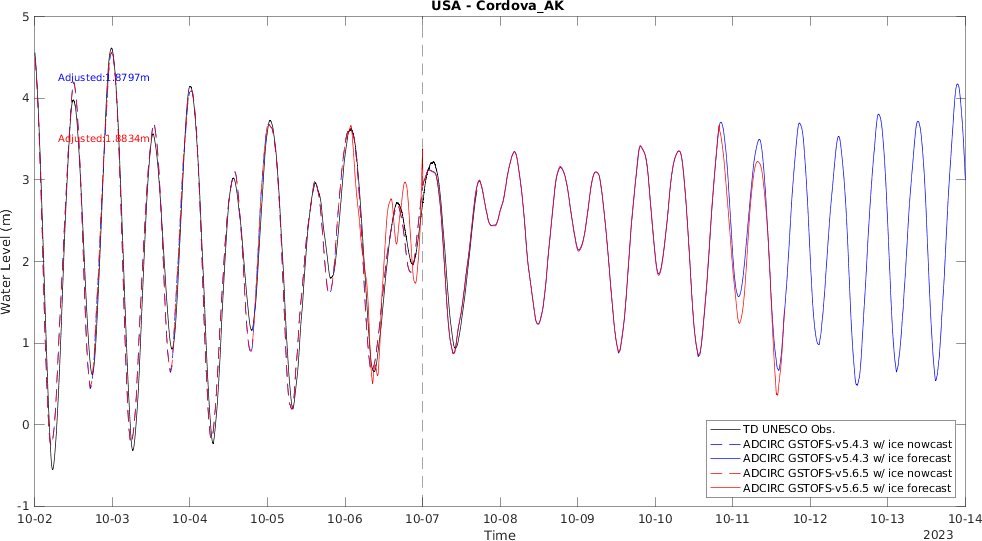 USA - Cordova_AK
5
4
3
2
1
0
-1
Water Level (m)
Adjusted:1.8797m
Adjusted:1.8834m
TD UNESCO Obs.
ADCIRC GSTOFS-v5.4.3 w/ ice nowcast
ADCIRC GSTOFS-v5.4.3 w/ ice forecast
ADCIRC GSTOFS-v5.6.5 w/ ice nowcast
ADCIRC GSTOFS-v5.6.5 w/ ice forecast
10-02 10-03 10-04 10-05 10-06 10-07 10-08 10-09 10-10 10-11 10-12 10-13 10-14
Time
2023